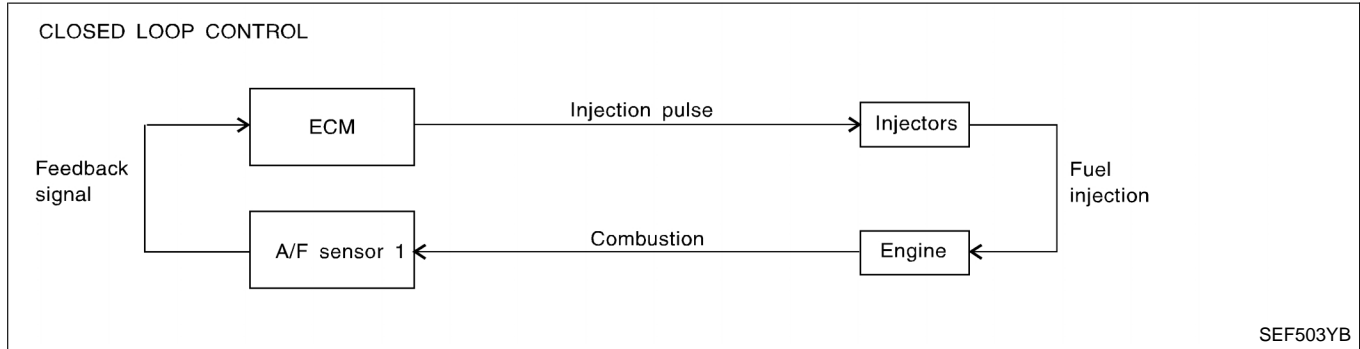 CLOSED LOOP CONTROL
ECM
Injection pulse
Injectors
Feedback
signal
Fuel
injection
A/F sensor 1
Combustion
Engine
SEF503YB